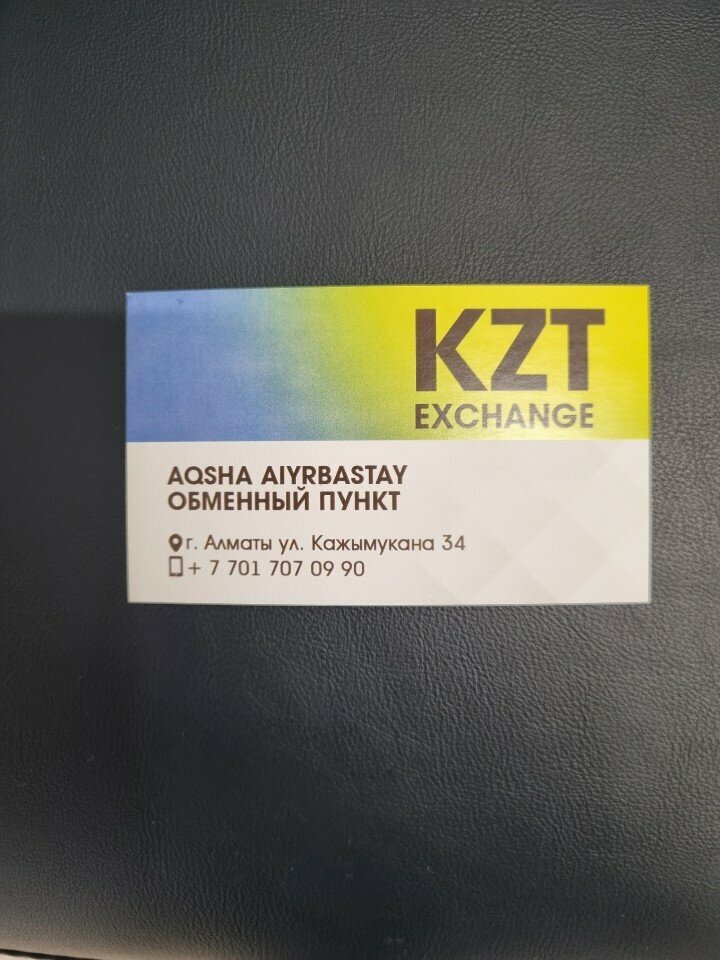 KZT
EXCHANGE
AQSHA AIYRBASTAY
ОБМЕННЫЙ ПУНКТ
г. Алматы ул. Кажымукана 34
+ 7 701 707 09 90